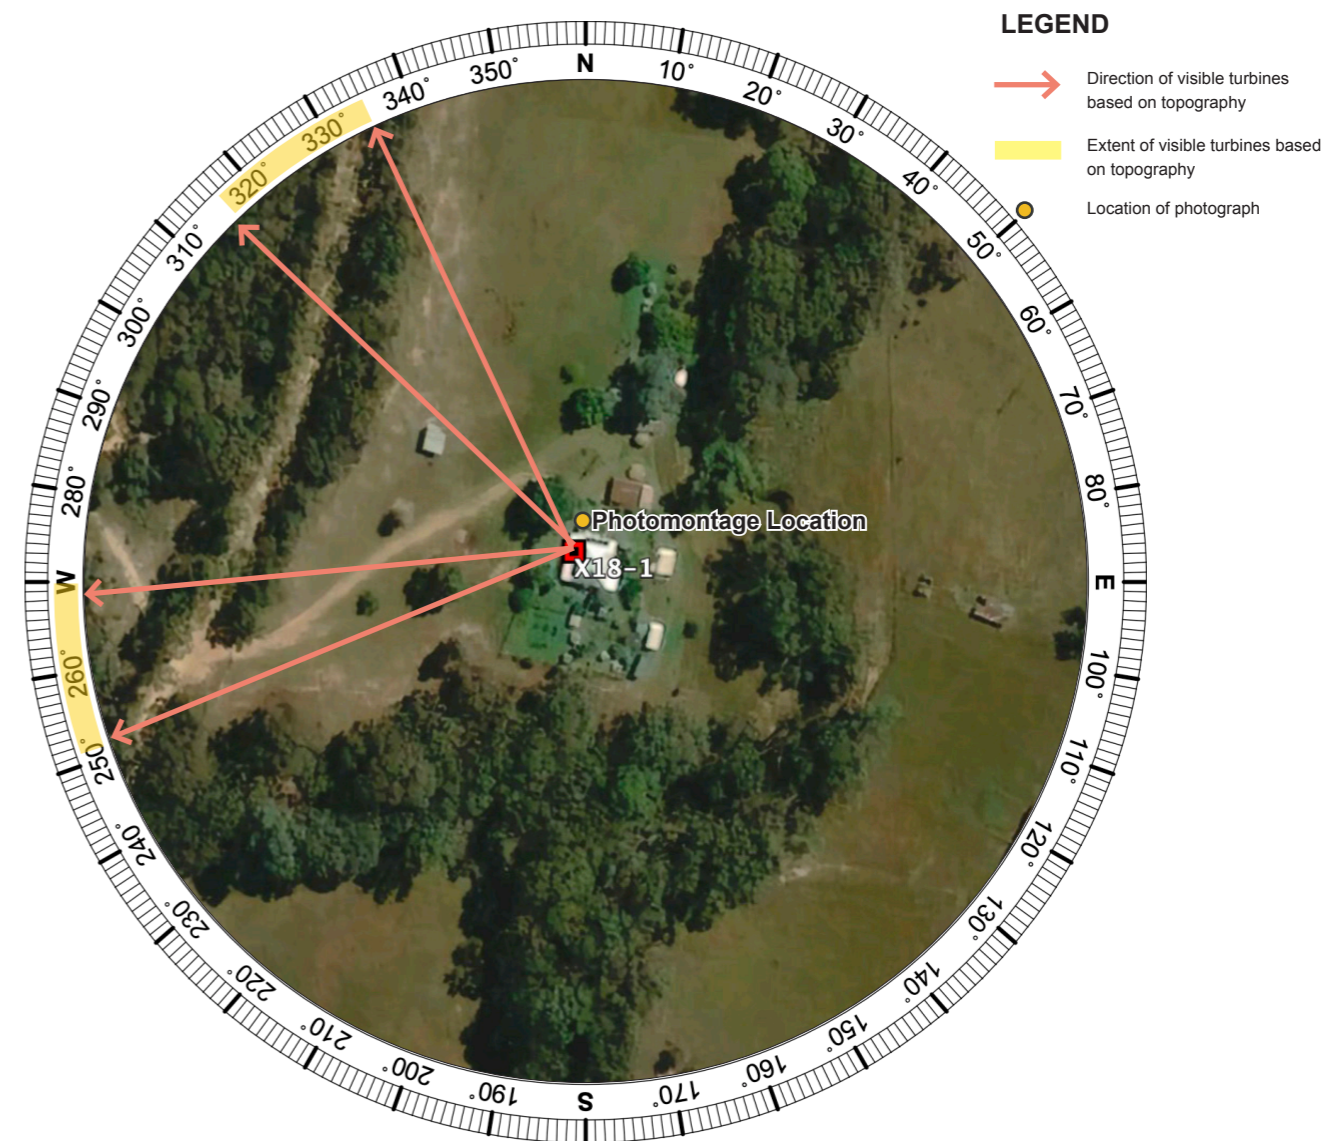 LEGEND
Direction of visible turbines
based on topography
Extent of visible turbines based
on topography
Location of photograph
N
10°
20°
30°
40°
50°
60°
70°
80°
E
100°
110°
120°
130°
140°
150°
160°
170°
S
190°
200°
210°
220°
230°
240°
250°
260°
W
280°
290°
300°
310°
320°
330°
340°
350°
Photomontage Location
X18-1